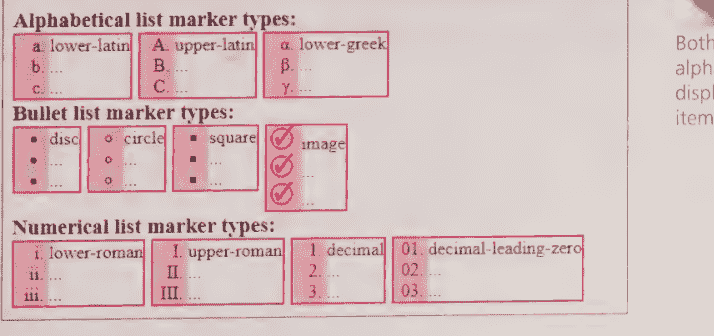 Alphabetical list marker types:
a. lower-latin A. upper-latin α. lower-greek
b. ... B. ... β. ...
c. ... C. ... γ. ...
Bullet list marker types:
• disc ○ circle ▪ square image
• ... ○ ... ▪ ... ...
• ... ○ ... ▪ ... ...
Numerical list marker types:
i. lower-roman I. upper-roman 1. decimal 01. decimal-leading-zero
ii. ... II. ... 2. ... 02. ...
iii. ... III. ... 3. ... 03. ...
Both
alph
displ
item